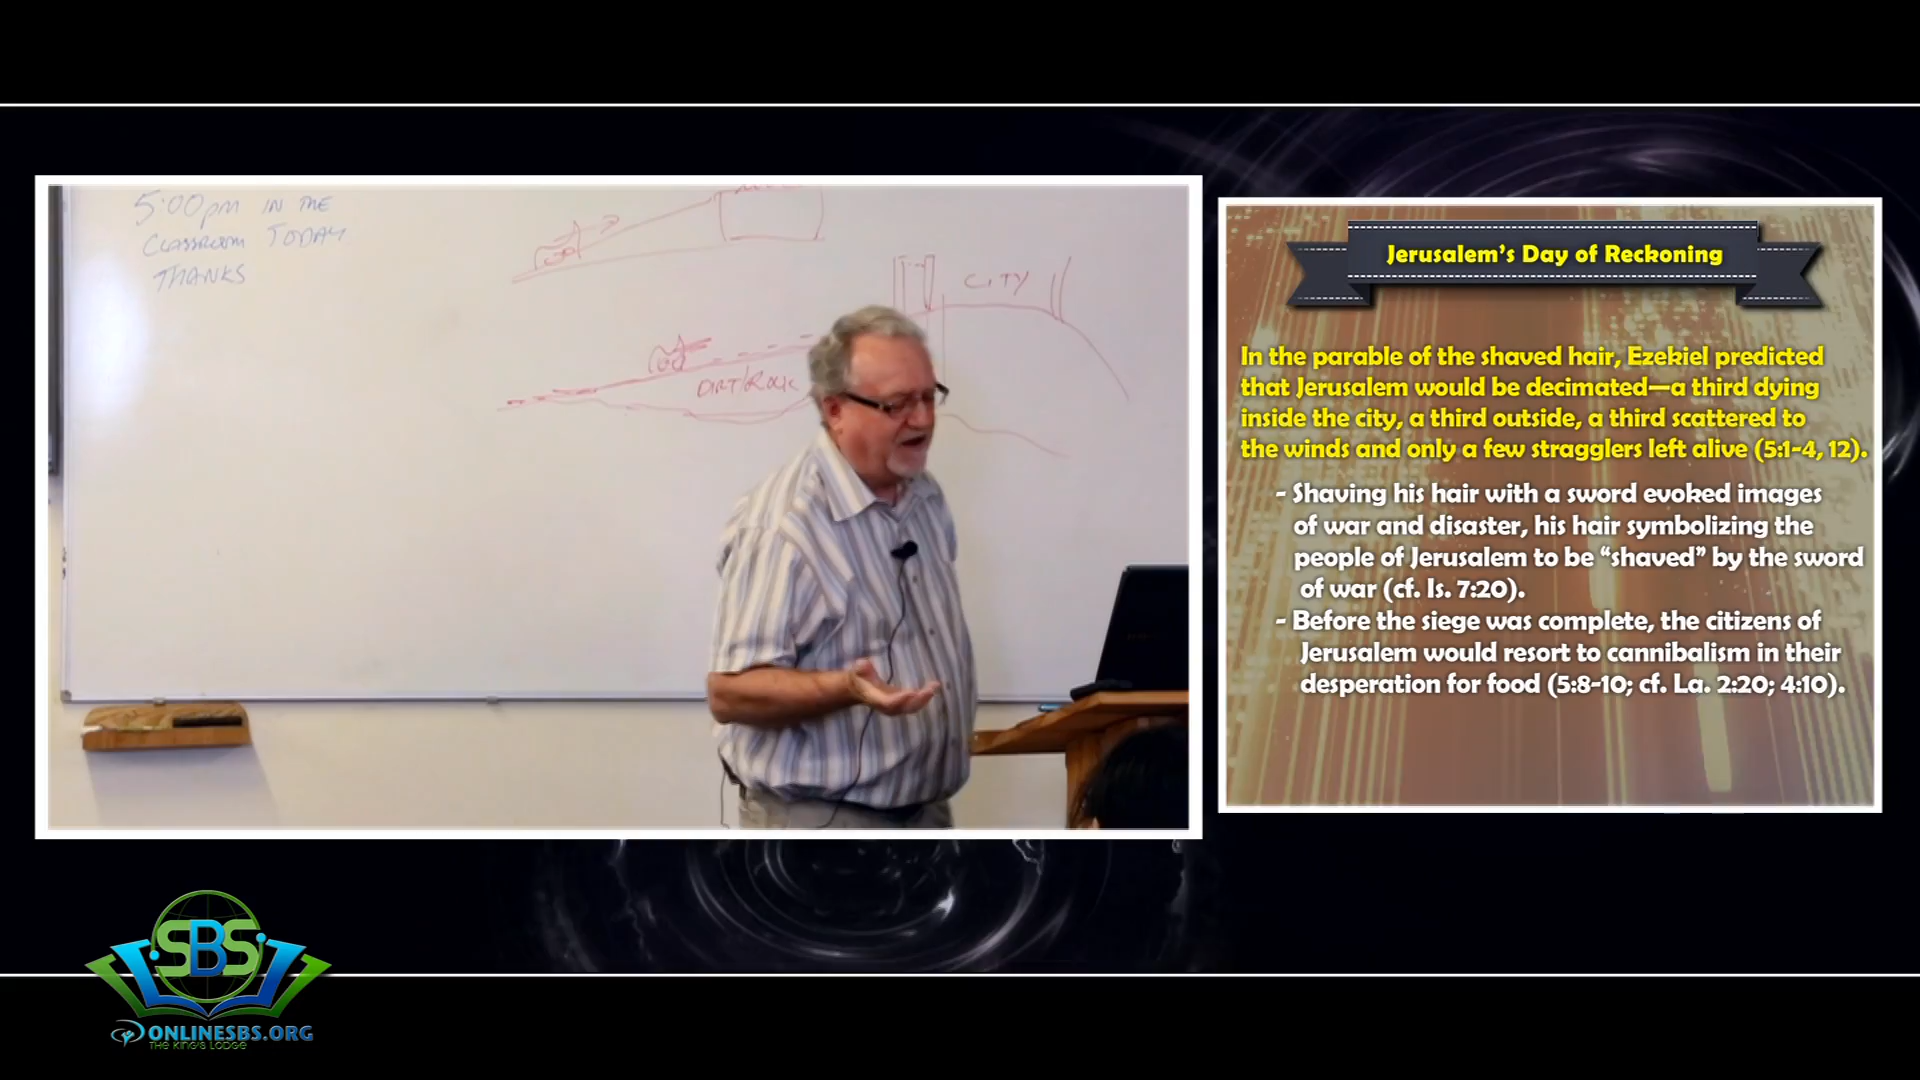 5:00pm IN THE
CLASSROOM TODAY
THANKS
CITY
DIRT/ROCK
Jerusalem's Day of Reckoning
In the parable of the shaved hair, Ezekiel predicted
that Jerusalem would be decimated—a third dying
inside the city, a third outside, a third scattered to
the winds and only a few stragglers left alive (5:1-4, 12).
- Shaving his hair with a sword evoked images
of war and disaster, his hair symbolizing the
people of Jerusalem to be “shaved” by the sword
of war (cf. Is. 7:20).
- Before the siege was complete, the citizens of
Jerusalem would resort to cannibalism in their
desperation for food (5:8-10; cf. La. 2:20; 4:10).
SBS
ONLINESBS.ORG
THE KING'S LODGE